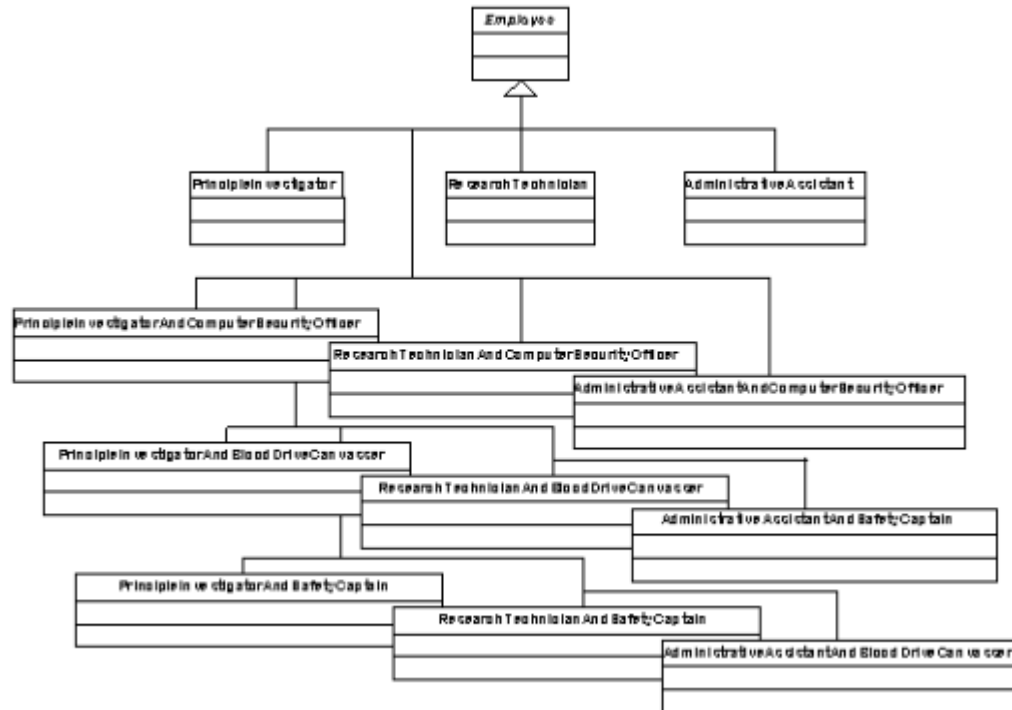 Employee
PrincipleInvestigator
ResearchTechnician
AdministrativeAssistant
PrincipleInvestigatorAndComputerSecurityOfficer
ResearchTechnicianAndComputerSecurityOfficer
AdministrativeAssistantAndComputerSecurityOfficer
PrincipleInvestigatorAndBloodDriveCanvasser
ResearchTechnicianAndBloodDriveCanvasser
AdministrativeAssistantAndSafetyCaptain
PrincipleInvestigatorAndSafetyCaptain
ResearchTechnicianAndSafetyCaptain
AdministrativeAssistantAndBloodDriveCanvasser